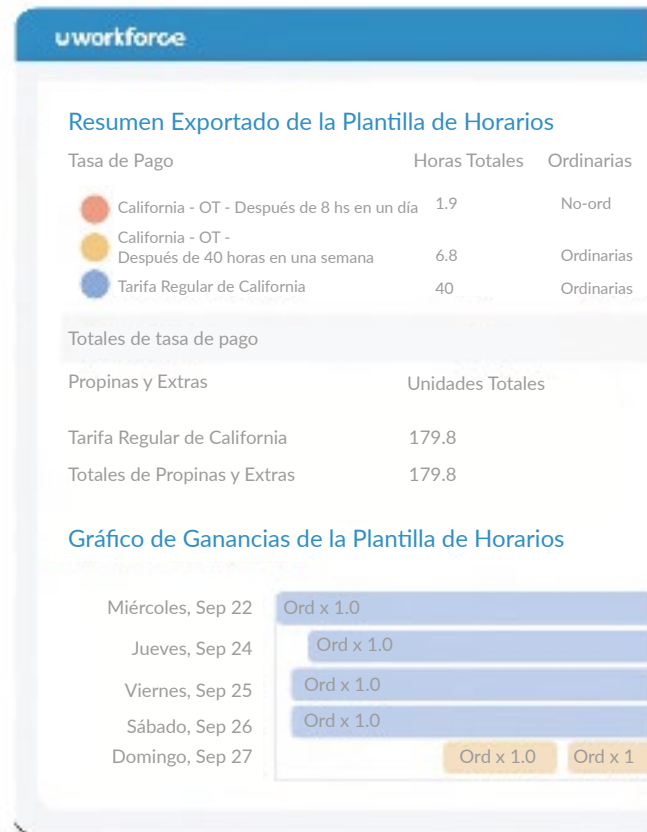 uworkforce
Resumen Exportado de la Plantilla de Horarios
Tasa de Pago Horas Totales Ordinarias
California - OT - Después de 8 hs en un día 1.9 No-ord
California - OT -
Después de 40 horas en una semana 6.8 Ordinarias
Tarifa Regular de California 40 Ordinarias
Totales de tasa de pago
Propinas y Extras Unidades Totales
Tarifa Regular de California 179.8
Totales de Propinas y Extras 179.8
Gráfico de Ganancias de la Plantilla de Horarios
Miércoles, Sep 22 Ord x 1.0
Jueves, Sep 24 Ord x 1.0
Viernes, Sep 25 Ord x 1.0
Sábado, Sep 26 Ord x 1.0
Domingo, Sep 27 Ord x 1.0 Ord x 1